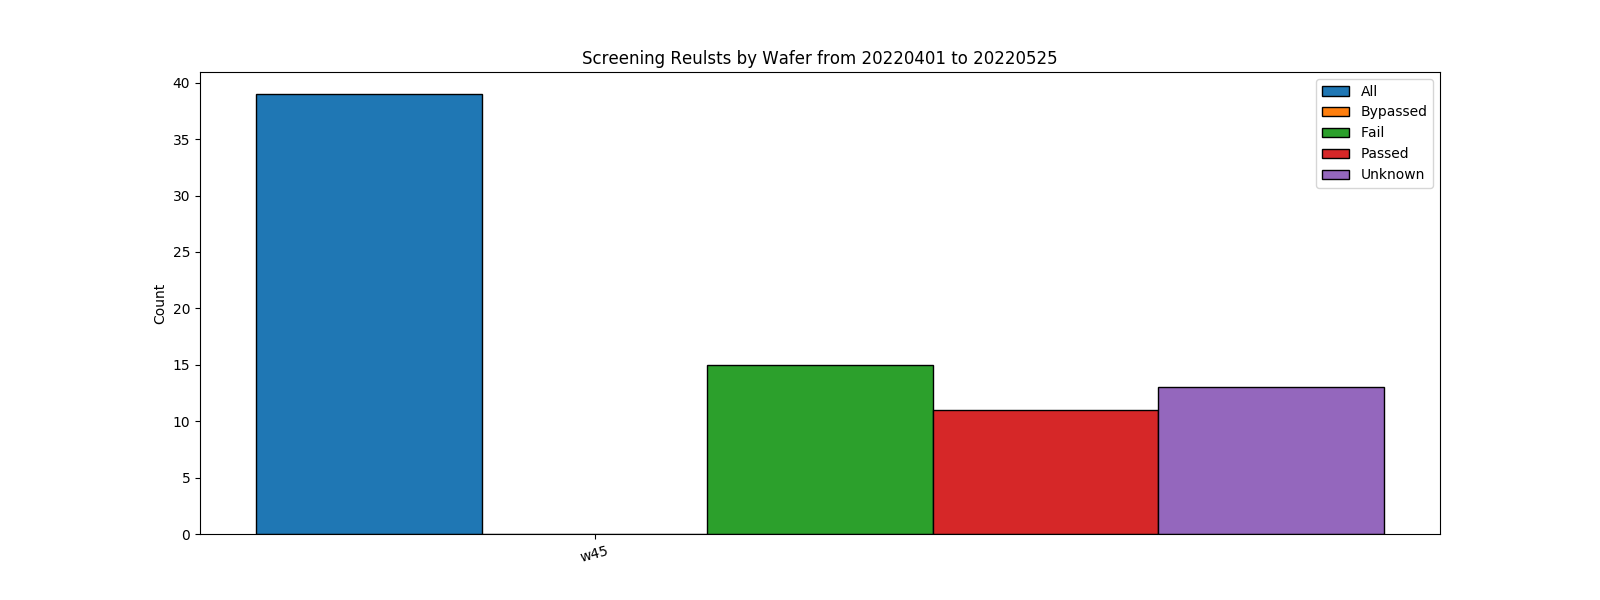 Screening Reulsts by Wafer from 20220401 to 20220525
40
35
30
25
20
15
10
5
0
Count
w45
All
Bypassed
Fail
Passed
Unknown